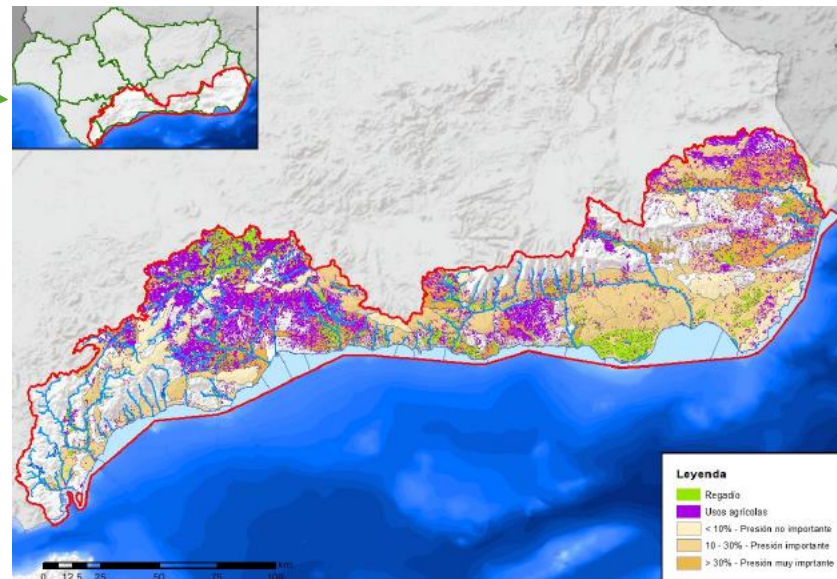 Leyenda
Regadío
Usos agrícolas
< 10% - Presión no importante
10 - 30% - Presión importante
> 30% - Presión muy imprtante
km
0 12,5 25 50 75 100